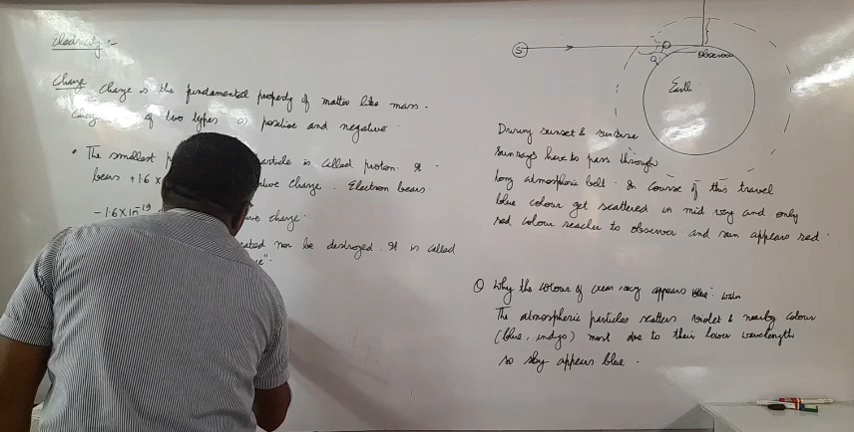 Electricity :-
Charge Charge is the fundamental property of matter like mass.
of two types positive and negative
• The smallest particle is called proton. It
bears +1.6 x charge. Electron bears
-1.6 x 10^-19 charge.
nor be destroyed. It is called
S
Observer
Earth
During sunset &
Sunrays have to pass through
long atmospheric belt. In course of this travel
blue colour get scattered in mid way and only
red colour reaches to observer and sun appears red.
Q Why the colour of appears
The atmospheric particles scatters violet & nearby colour
(blue, indigo) most due to their lower wavelength
so sky appears blue.